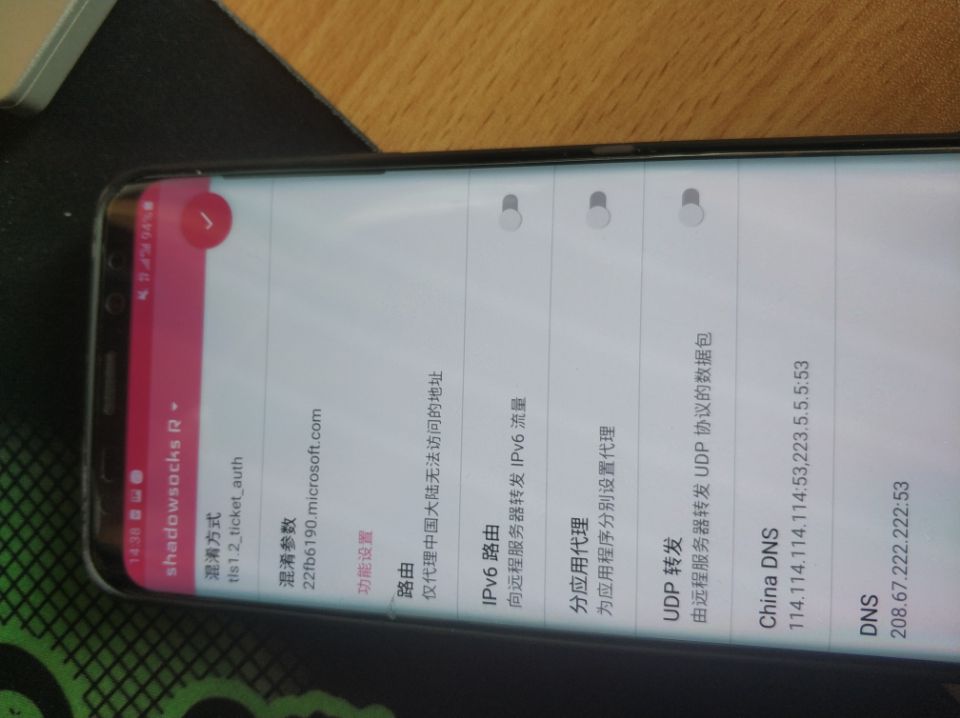 14:38
94%
shadowsocks R
混淆方式
tls1.2_ticket_auth
混淆参数
22fb6190.microsoft.com
功能设置
路由
仅代理中国大陆无法访问的地址
IPv6 路由
向远程服务器转发 IPv6 流量
分应用代理
为应用程序分别设置代理
UDP 转发
由远程服务器转发 UDP 协议的数据包
China DNS
114.114.114.114:53,223.5.5.5:53
DNS
208.67.222.222:53